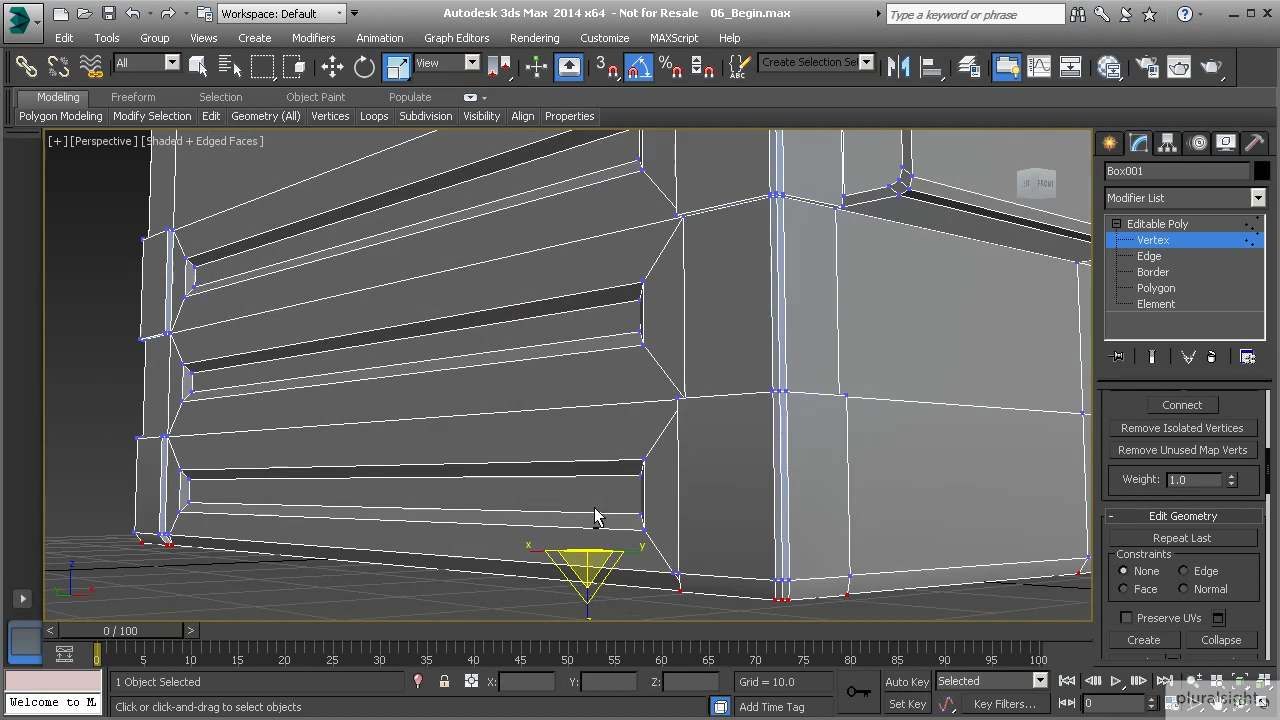 Workspace: Default
Autodesk 3ds Max 2014 x64 - Not for Resale 06_Begin.max
Type a keyword or phrase
Edit Tools Group Views Create Modifiers Animation Graph Editors Rendering Customize MAXScript Help
All View 3 Create Selection Se
Modeling Freeform Selection Object Paint Populate
Polygon Modeling Modify Selection Edit Geometry (All) Vertices Loops Subdivision Visibility Align Properties
[+] [Perspective] [Shaded + Edged Faces]
FRONT
Box001
Modifier List
Editable Poly
Vertex
Edge
Border
Polygon
Element
Connect
Remove Isolated Vertices
Remove Unused Map Verts
Weight: 1.0
- Edit Geometry
Repeat Last
Constraints
None Edge
Face Normal
Preserve UVs
Create Collapse
x y
z
< 0 / 100 >
0 5 10 15 20 25 30 35 40 45 50 55 60 65 70 75 80 85 90 95 100
1 Object Selected X: Y: Z: Grid = 10.0 Auto Key Selected
Welcome to M Click or click-and-drag to select objects Add Time Tag Set Key Key Filters... 0
pluralsight